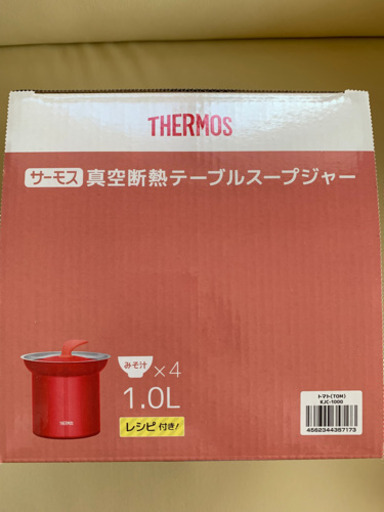 THERMOS
サーモス 真空断熱テーブルスープジャー
みそ汁 ×4
1.0L
レシピ付き!
THERMOS
トマト(TOM)
KJC-1000
4562344357173